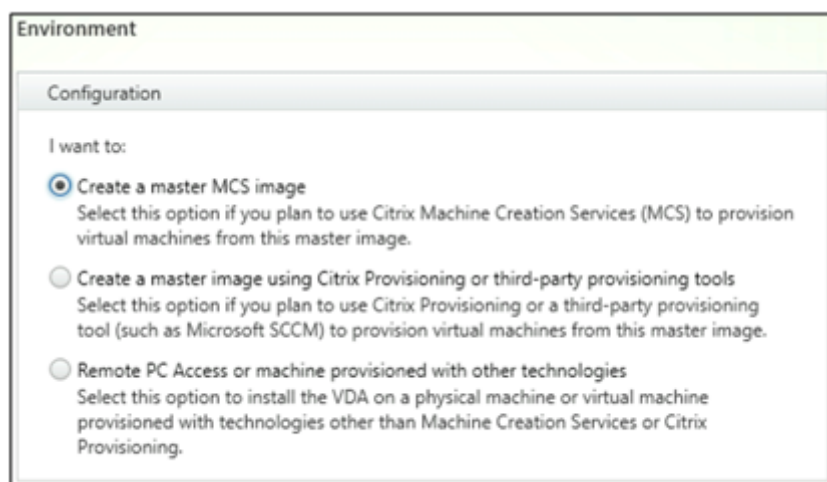 Environment
Configuration
I want to:
Create a master MCS image
Select this option if you plan to use Citrix Machine Creation Services (MCS) to provision
virtual machines from this master image.
Create a master image using Citrix Provisioning or third-party provisioning tools
Select this option if you plan to use Citrix Provisioning or a third-party provisioning
tool (such as Microsoft SCCM) to provision virtual machines from this master image.
Remote PC Access or machine provisioned with other technologies
Select this option to install the VDA on a physical machine or virtual machine
provisioned with technologies other than Machine Creation Services or Citrix
Provisioning.